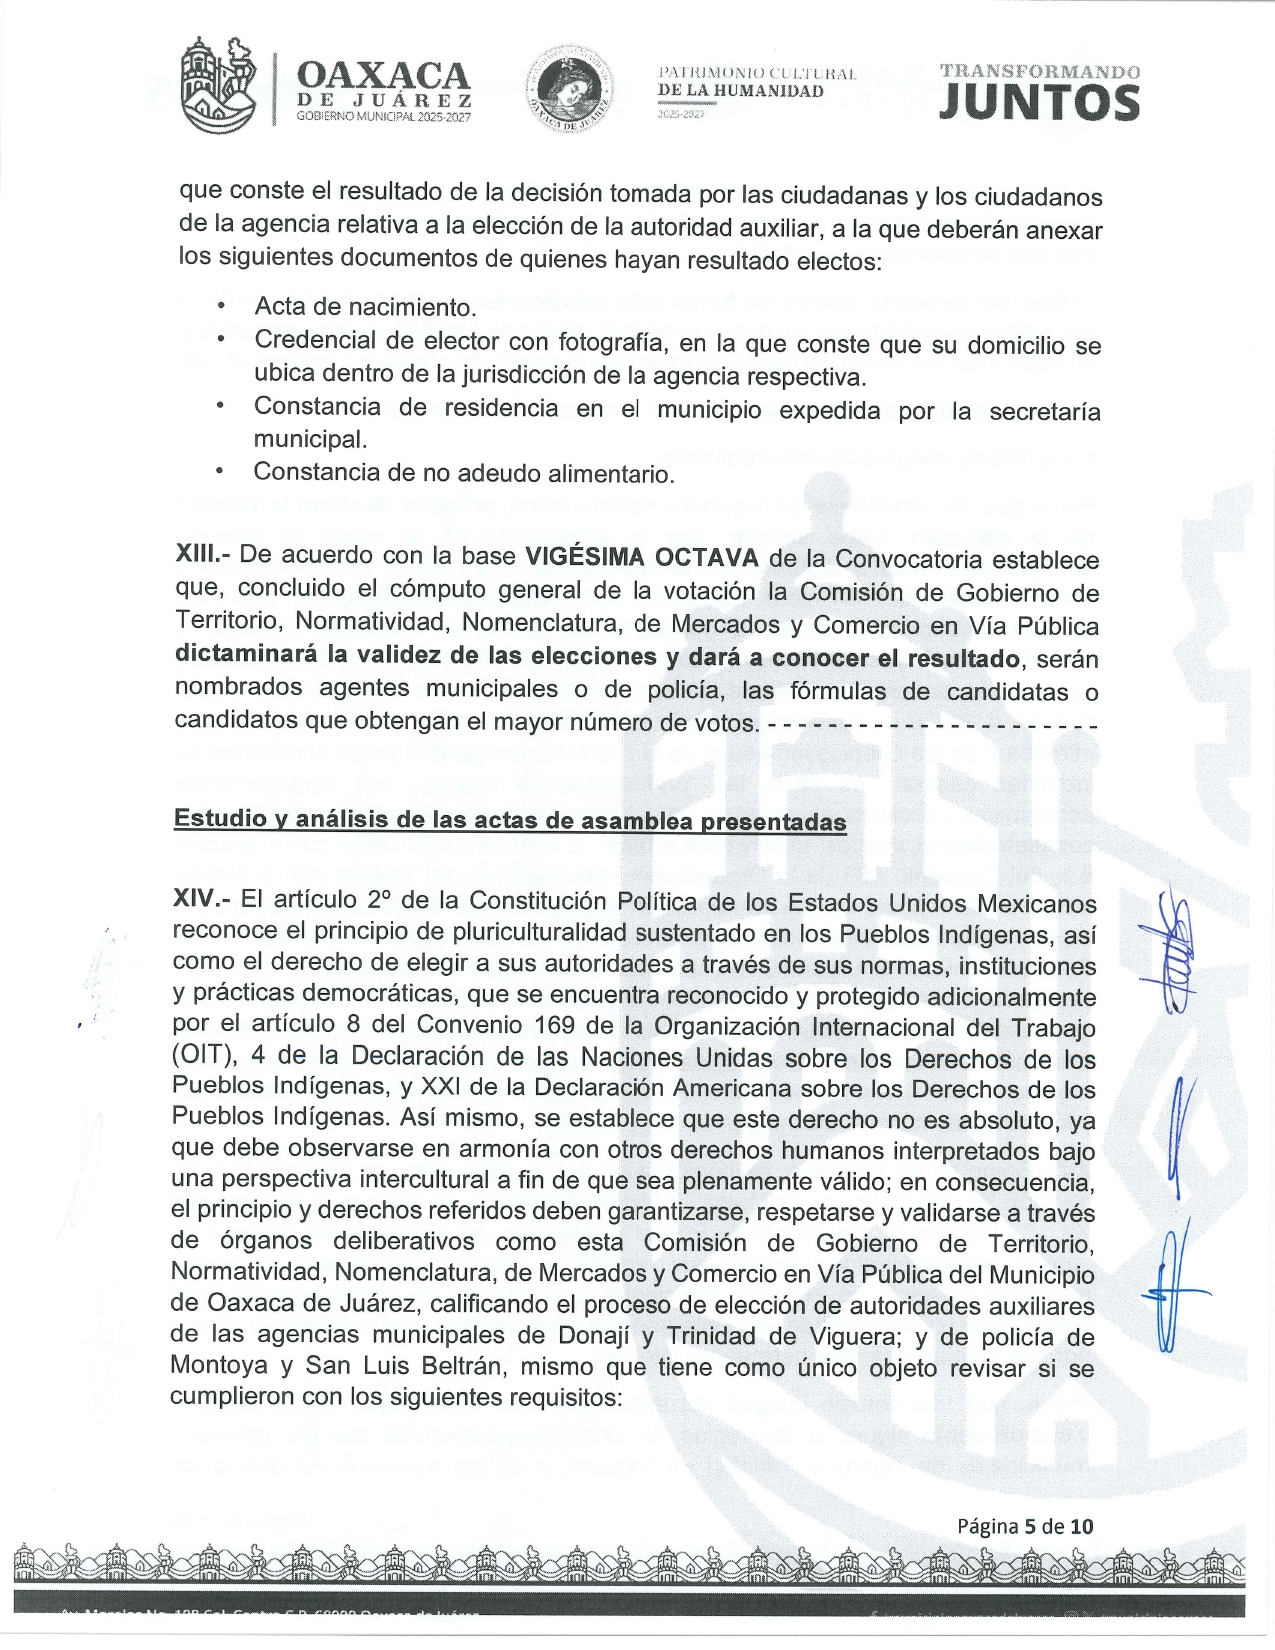 OAXACA
DE JUÁREZ
GOBIERNO MUNICIPAL 2025-2027
OAXACA DE JUÁREZ
PATRIMONIO CULTURAL
DE LA HUMANIDAD
2025-2027
TRANSFORMANDO
JUNTOS
que conste el resultado de la decisión tomada por las ciudadanas y los ciudadanos
de la agencia relativa a la elección de la autoridad auxiliar, a la que deberán anexar
los siguientes documentos de quienes hayan resultado electos:
• Acta de nacimiento.
• Credencial de elector con fotografía, en la que conste que su domicilio se
ubica dentro de la jurisdicción de la agencia respectiva.
• Constancia de residencia en el municipio expedida por la secretaría
municipal.
• Constancia de no adeudo alimentario.
XIII.- De acuerdo con la base VIGÉSIMA OCTAVA de la Convocatoria establece
que, concluido el cómputo general de la votación la Comisión de Gobierno de
Territorio, Normatividad, Nomenclatura, de Mercados y Comercio en Vía Pública
dictaminará la validez de las elecciones y dará a conocer el resultado, serán
nombrados agentes municipales o de policía, las fórmulas de candidatas o
candidatos que obtengan el mayor número de votos. - - - - - - - - - - - - - - - - - - - - - -
Estudio y análisis de las actas de asamblea presentadas
XIV.- El artículo 2º de la Constitución Política de los Estados Unidos Mexicanos
reconoce el principio de pluriculturalidad sustentado en los Pueblos Indígenas, así
como el derecho de elegir a sus autoridades a través de sus normas, instituciones
y prácticas democráticas, que se encuentra reconocido y protegido adicionalmente
por el artículo 8 del Convenio 169 de la Organización Internacional del Trabajo
(OIT), 4 de la Declaración de las Naciones Unidas sobre los Derechos de los
Pueblos Indígenas, y XXI de la Declaración Americana sobre los Derechos de los
Pueblos Indígenas. Así mismo, se establece que este derecho no es absoluto, ya
que debe observarse en armonía con otros derechos humanos interpretados bajo
una perspectiva intercultural a fin de que sea plenamente válido; en consecuencia,
el principio y derechos referidos deben garantizarse, respetarse y validarse a través
de órganos deliberativos como esta Comisión de Gobierno de Territorio,
Normatividad, Nomenclatura, de Mercados y Comercio en Vía Pública del Municipio
de Oaxaca de Juárez, calificando el proceso de elección de autoridades auxiliares
de las agencias municipales de Donají y Trinidad de Viguera; y de policía de
Montoya y San Luis Beltrán, mismo que tiene como único objeto revisar si se
cumplieron con los siguientes requisitos:
Página 5 de 10